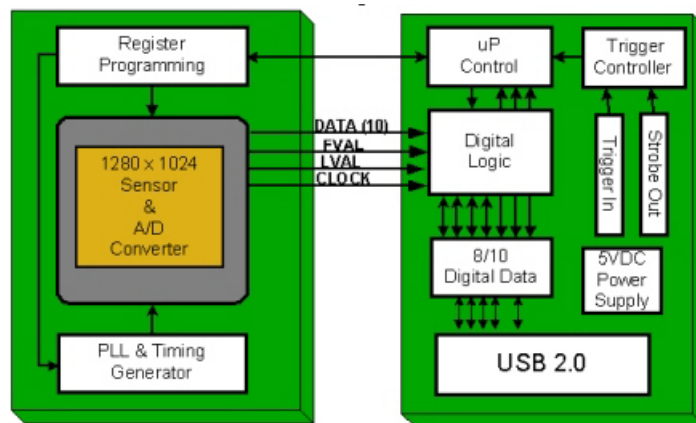 Register
Programming
1280 x 1024
Sensor
&
A/D
Converter
PLL & Timing
Generator
DATA (10)
FVAL
LVAL
CLOCK
uP
Control
Trigger
Controller
Digital
Logic
Trigger In
Strobe Out
8/10
Digital Data
5VDC
Power
Supply
USB 2.0